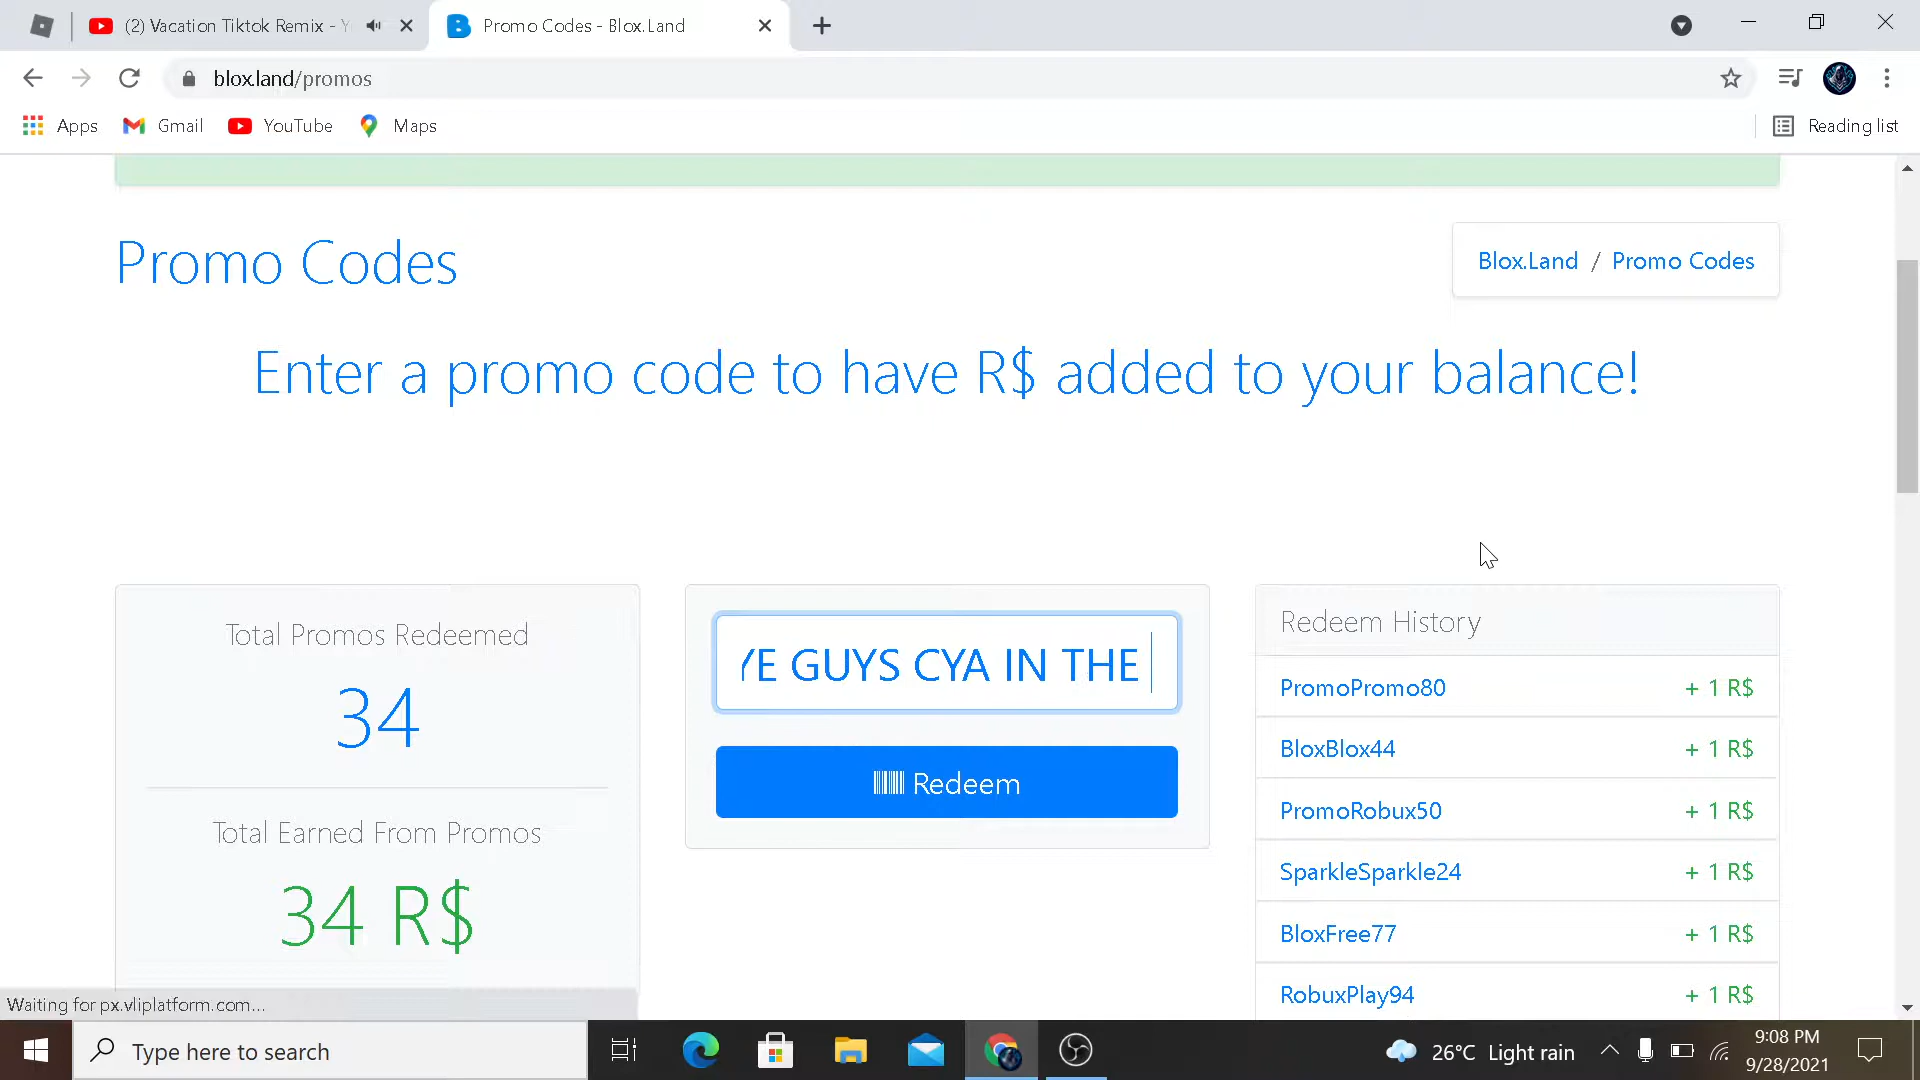 (2) Vacation Tiktok Remix - Y
Promo Codes - Blox.Land
blox.land/promos
Apps
Gmail
YouTube
Maps
Reading list
Promo Codes
Blox.Land / Promo Codes
Enter a promo code to have R$ added to your balance!
Total Promos Redeemed
34
Total Earned From Promos
34 R$
YE GUYS CYA IN THE
Redeem
Redeem History
PromoPromo80 + 1 R$
BloxBlox44 + 1 R$
PromoRobux50 + 1 R$
SparkleSparkle24 + 1 R$
BloxFree77 + 1 R$
RobuxPlay94 + 1 R$
Waiting for px.vliplatform.com...
Type here to search
26°C Light rain
9:08 PM
9/28/2021